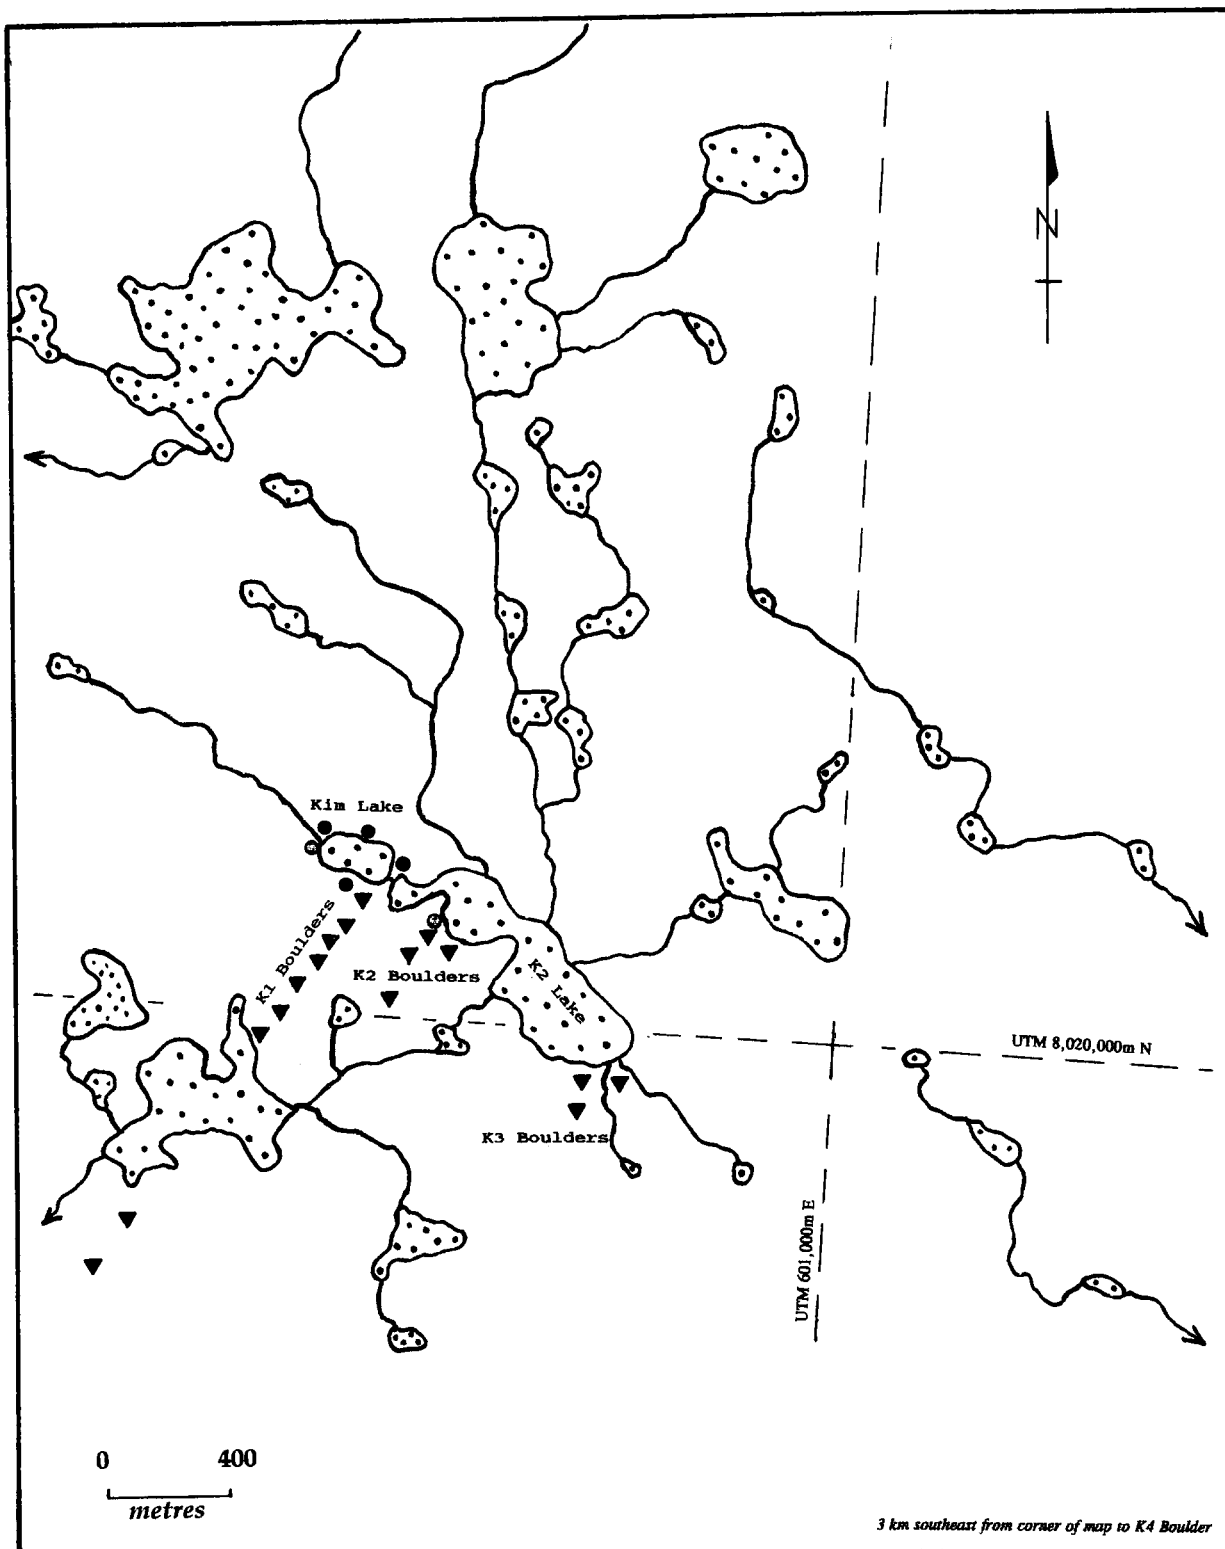 N
Kim Lake
K1 Boulders
K2 Boulders
K2 Lake
UTM 8,020,000m N
K3 Boulders
UTM 601,000m E
0 400
metres
3 km southeast from corner of map to K4 Boulder